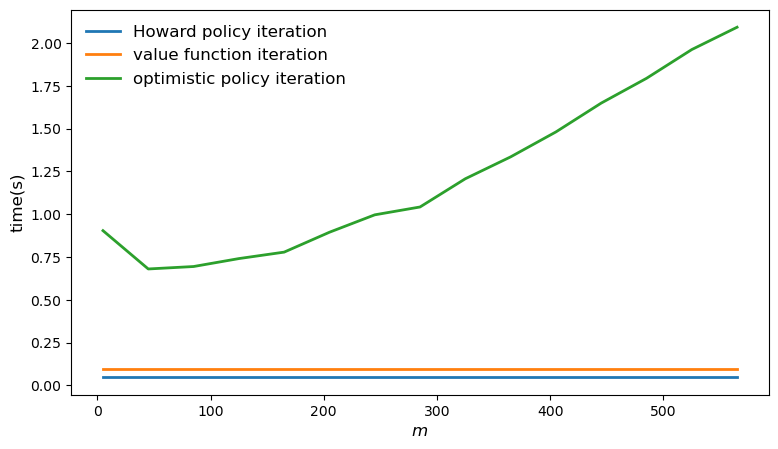 Howard policy iteration
value function iteration
optimistic policy iteration
time(s)
2.00
1.75
1.50
1.25
1.00
0.75
0.50
0.25
0.00
0 100 200 300 400 500
m